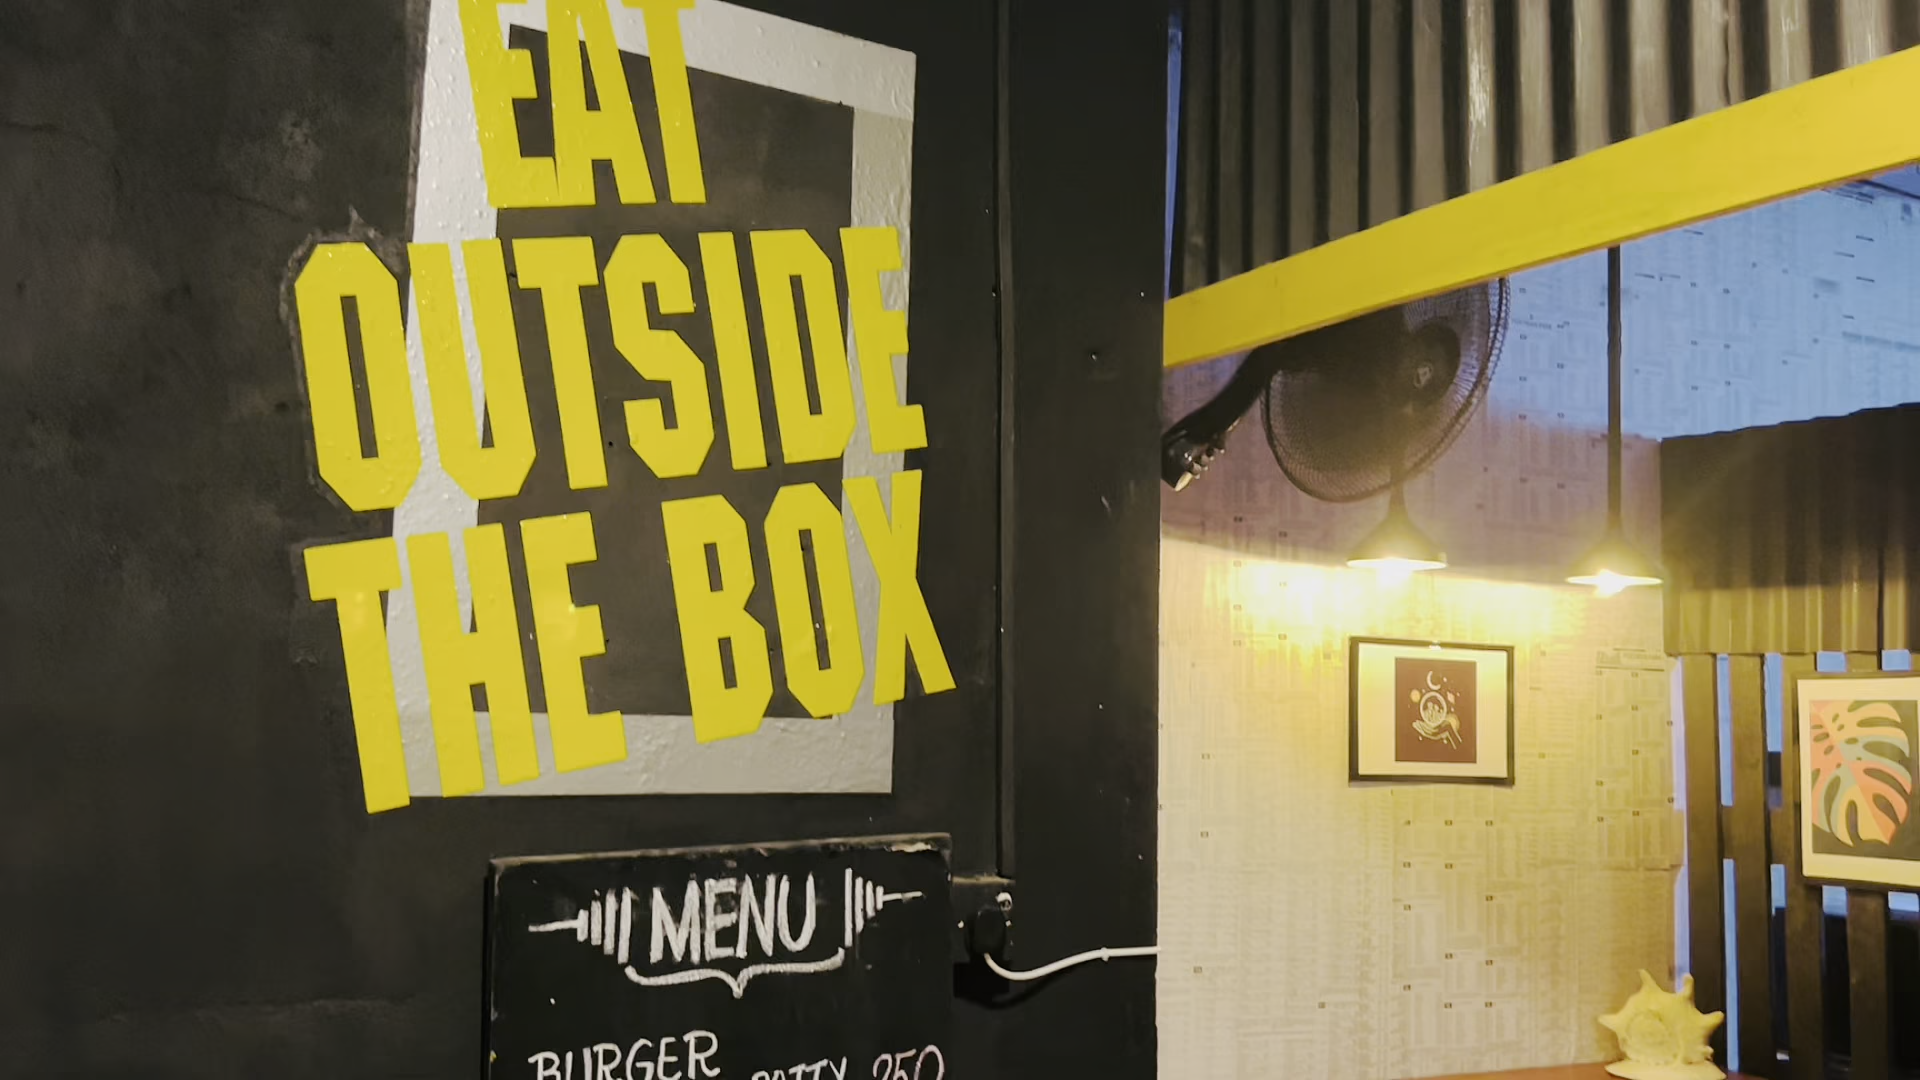 EAT
OUTSIDE
THE BOX
MENU
BURGER
PATTY 250